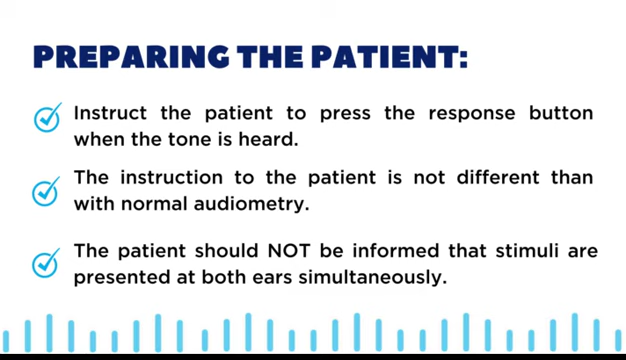 PREPARING THE PATIENT:
Instruct the patient to press the response button
when the tone is heard.
The instruction to the patient is not different than
with normal audiometry.
The patient should NOT be informed that stimuli are
presented at both ears simultaneously.